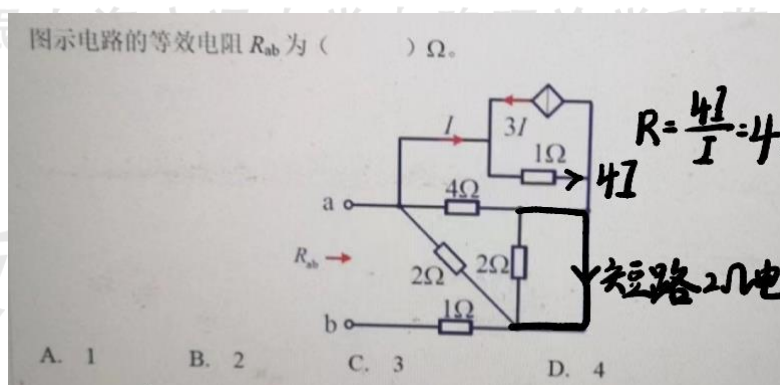 图示电路的等效电阻 Rab 为（ ）Ω。
I
3I
R=4I/I=4
1Ω
4I
4Ω
a
Rab
2Ω
2Ω
短路2Ω电
1Ω
b
A. 1 B. 2 C. 3 D. 4